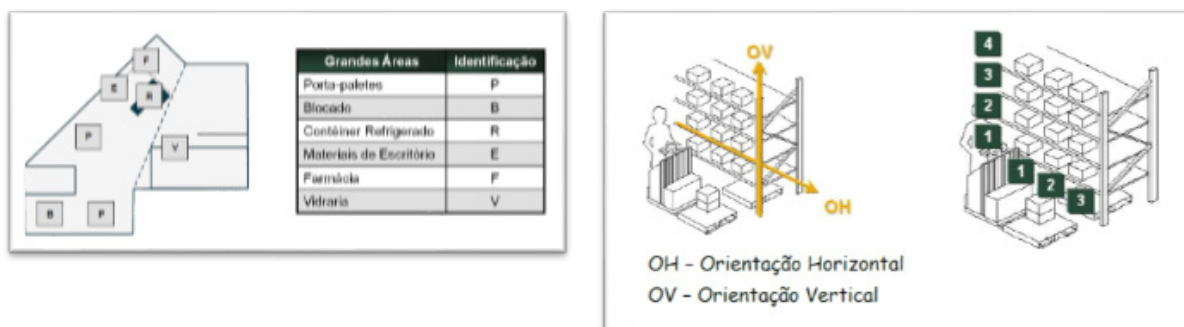 F
E
R
P
V
B
P
Grandes Áreas Identificação
Porta-paletes P
Blocado B
Contêiner Refrigerado R
Materiais de Escritório E
Farmácia F
Vidraria V
OV
OH
4
3
2
1
1
2
3
OH - Orientação Horizontal
OV - Orientação Vertical